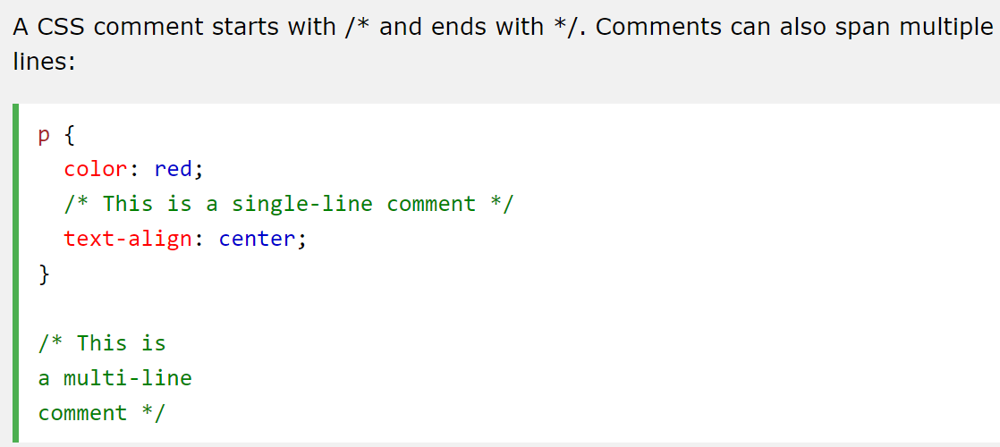 A CSS comment starts with /* and ends with */. Comments can also span multiple
lines:
p {
  color: red;
  /* This is a single-line comment */
  text-align: center;
}
/* This is
a multi-line
comment */